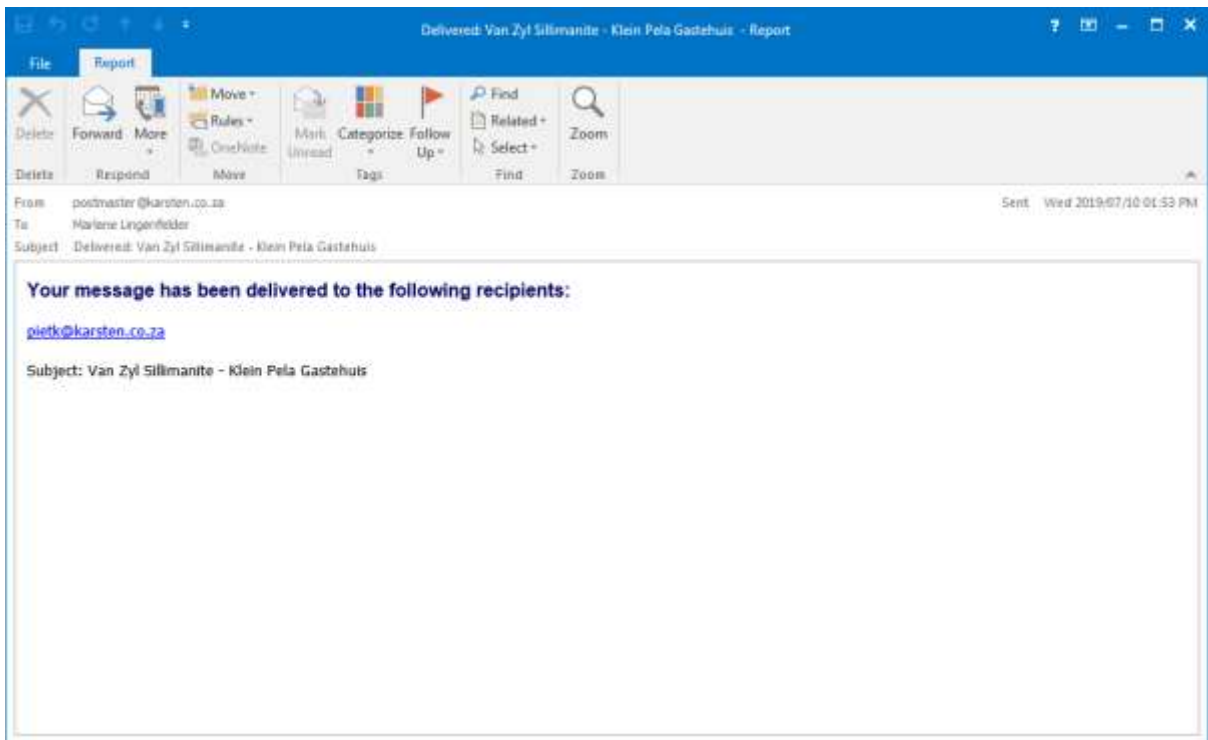 Delivered: Van Zyl Sillimanite - Klein Pela Gastehuis - Report
File Report
Delete
Forward
More
Move
Rules
OneNote
Mark Unread
Categorize
Follow Up
Find
Related
Select
Zoom
Delete Respond Move Tags Find Zoom
From postmaster@karsten.co.za Sent Wed 2019/07/10 01:53 PM
To Marlene Lingenfelder
Subject Delivered: Van Zyl Sillimanite - Klein Pela Gastehuis
Your message has been delivered to the following recipients:
pietk@karsten.co.za
Subject: Van Zyl Sillimanite - Klein Pela Gastehuis